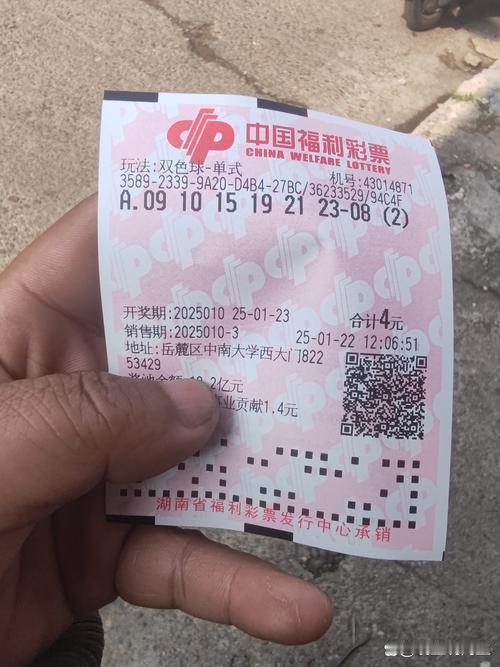 中国福利彩票
CHINA WELFARE LOTTERY
玩法:双色球-单式 机号:43014871
3589-2339-9A20-D4B4-27BC/36233529/94C4F
A.09 10 15 19 21 23-08 (2)
开奖期:2025010 25-01-23 合计4元
销售期:2025010-3 25-01-22 12:06:51
地址:岳麓区中南大学西大门822
53429
2亿元
业贡献1.4元
湖南省福利彩票发行中心承销